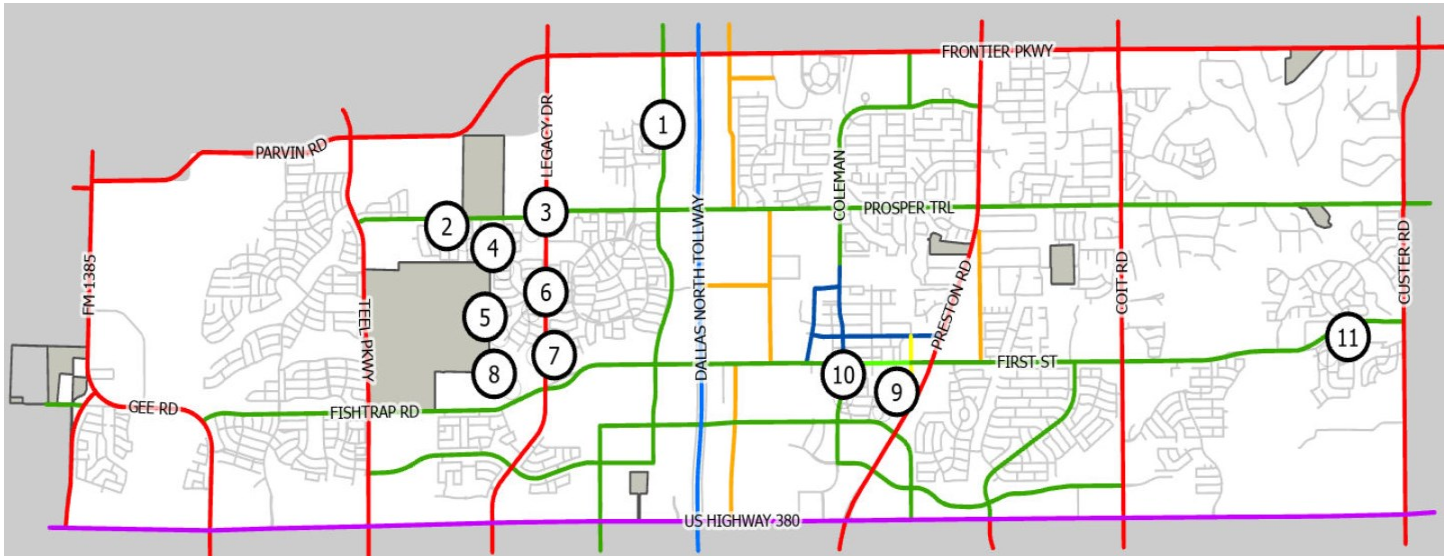 FRONTIER PKWY
1
LEGACY DR
PARVIN RD
COLEMAN
PROSPER TRL
2
3
4
DALLAS NORTH TOLLWAY
FM 1385
TEEL PKWY
5
6
7
8
PRESTON RD
COIT RD
CUSTER RD
11
FIRST ST
10
9
GEE RD
FISHTRAP RD
US HIGHWAY 380